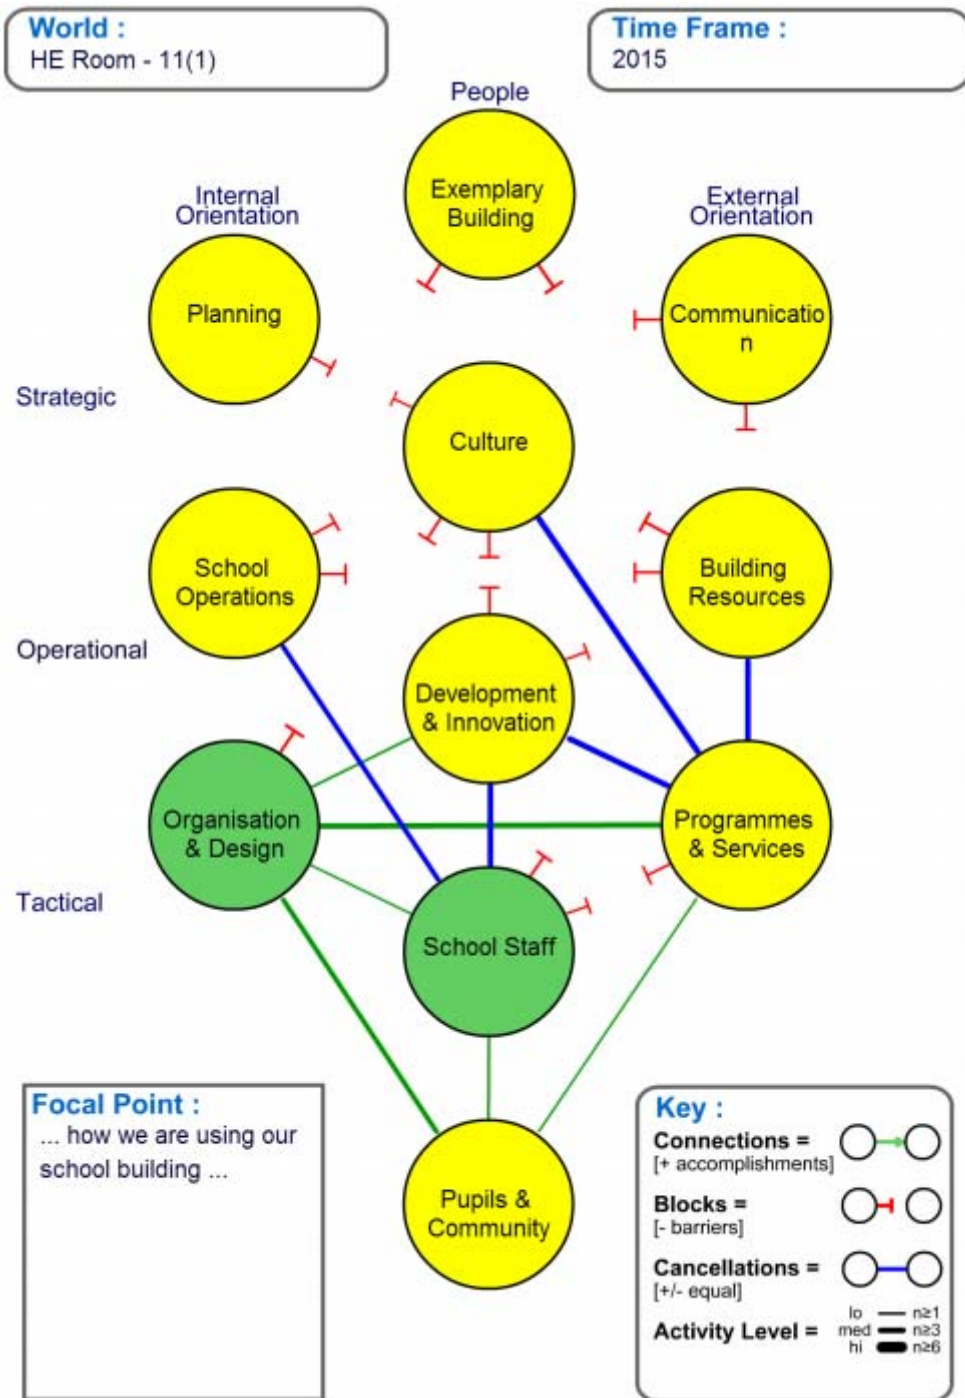 World :
HE Room - 11(1)
Time Frame :
2015
People
Exemplary
Building
Internal
Orientation
External
Orientation
Planning
Communicatio
n
Strategic
Culture
School
Operations
Building
Resources
Operational
Development
& Innovation
Organisation
& Design
Programmes
& Services
Tactical
School Staff
Focal Point :
... how we are using our
school building ...
Pupils &
Community
Key :
Connections =
[+ accomplishments]
Blocks =
[- barriers]
Cancellations =
[+/- equal]
Activity Level =
lo n≥1
med n≥3
hi n≥6